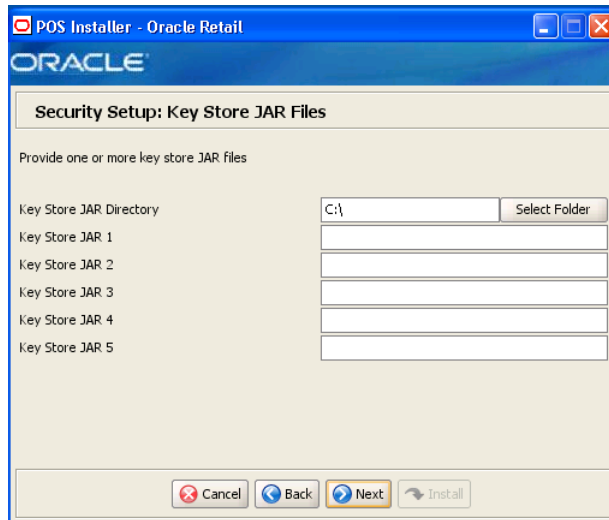 POS Installer - Oracle Retail
ORACLE
Security Setup: Key Store JAR Files
Provide one or more key store JAR files
Key Store JAR Directory C:\ Select Folder
Key Store JAR 1
Key Store JAR 2
Key Store JAR 3
Key Store JAR 4
Key Store JAR 5
Cancel Back Next Install